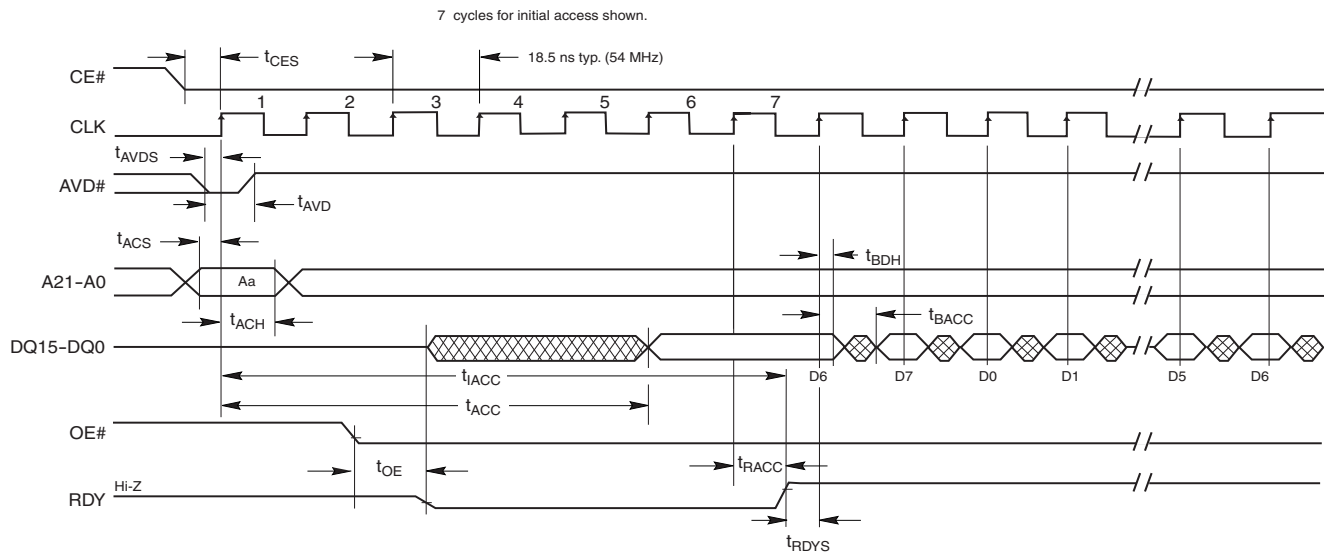 7 cycles for initial access shown.
tCES
18.5 ns typ. (54 MHz)
CE#
1 2 3 4 5 6 7
CLK
tAVDS
AVD#
tAVD
tACS
tBDH
A21-A0
Aa
tACH
tBACC
DQ15-DQ0
D6 D7 D0 D1 D5 D6
tIACC
tACC
OE#
tOE
tRACC
Hi-Z
RDY
tRDYS